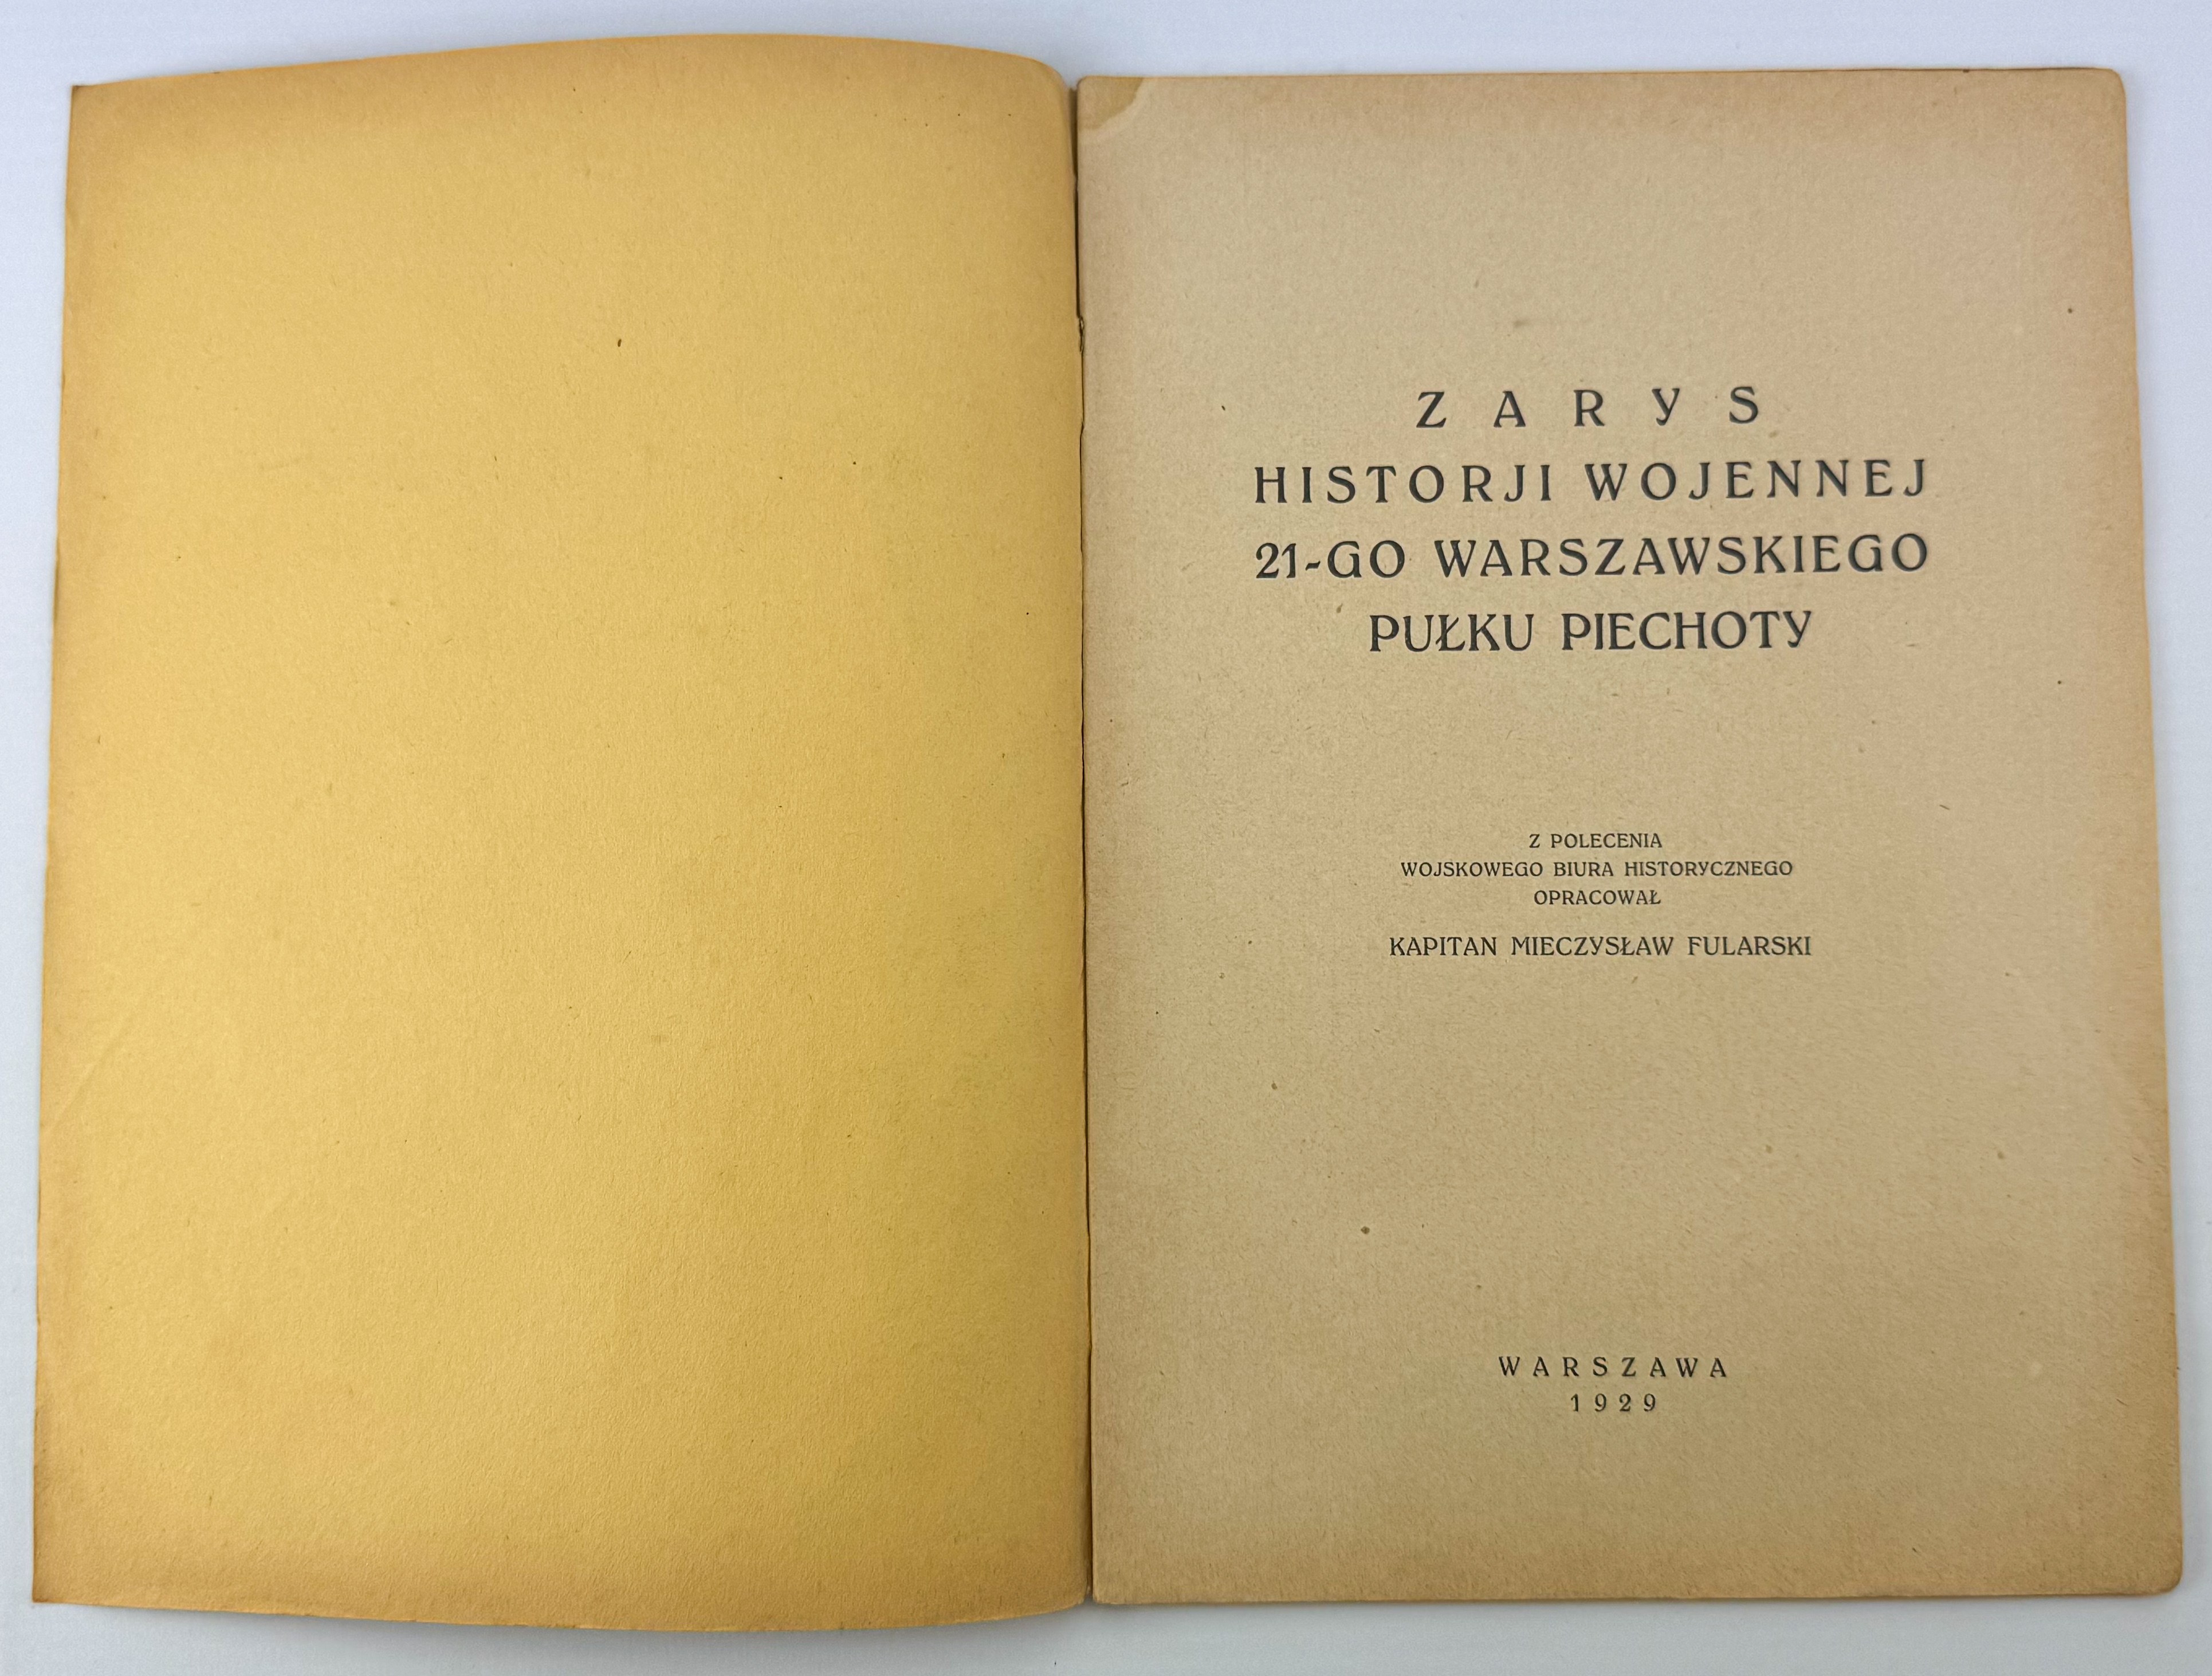 ZARYS
HISTORJI WOJENNEJ
21-GO WARSZAWSKIEGO
PUŁKU PIECHOTY
Z POLECENIA
WOJSKOWEGO BIURA HISTORYCZNEGO
OPRACOWAŁ
KAPITAN MIECZYSŁAW FULARSKI
WARSZAWA
1929